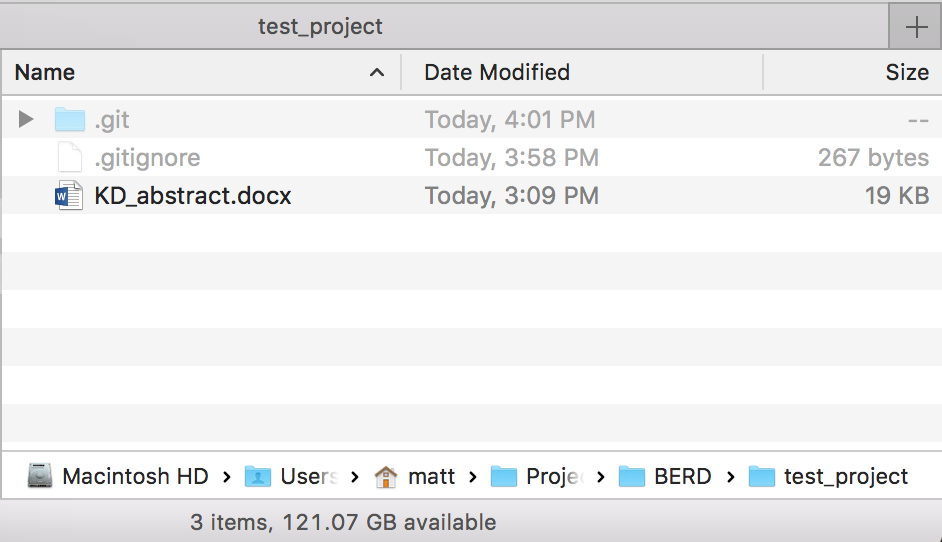 test_project
Name Date Modified Size
.git Today, 4:01 PM --
.gitignore Today, 3:58 PM 267 bytes
W KD_abstract.docx Today, 3:09 PM 19 KB
Macintosh HD › Users › matt › Proje › BERD › test_project
3 items, 121.07 GB available